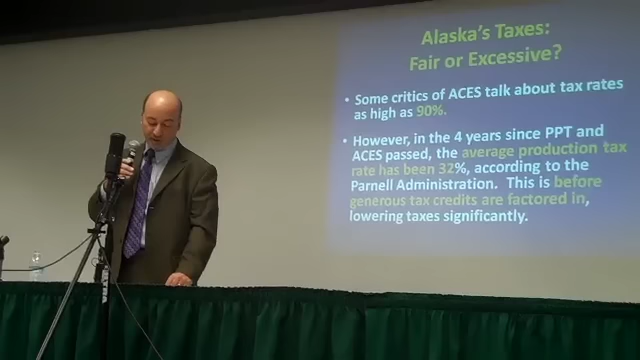 Alaska's Taxes:
Fair or Excessive?
• Some critics of ACES talk about tax rates
as high as 90%.
• However, in the 4 years since PPT and
ACES passed, the average production tax
rate has been 32%, according to the
Parnell Administration.  This is before
generous tax credits are factored in,
lowering taxes significantly.